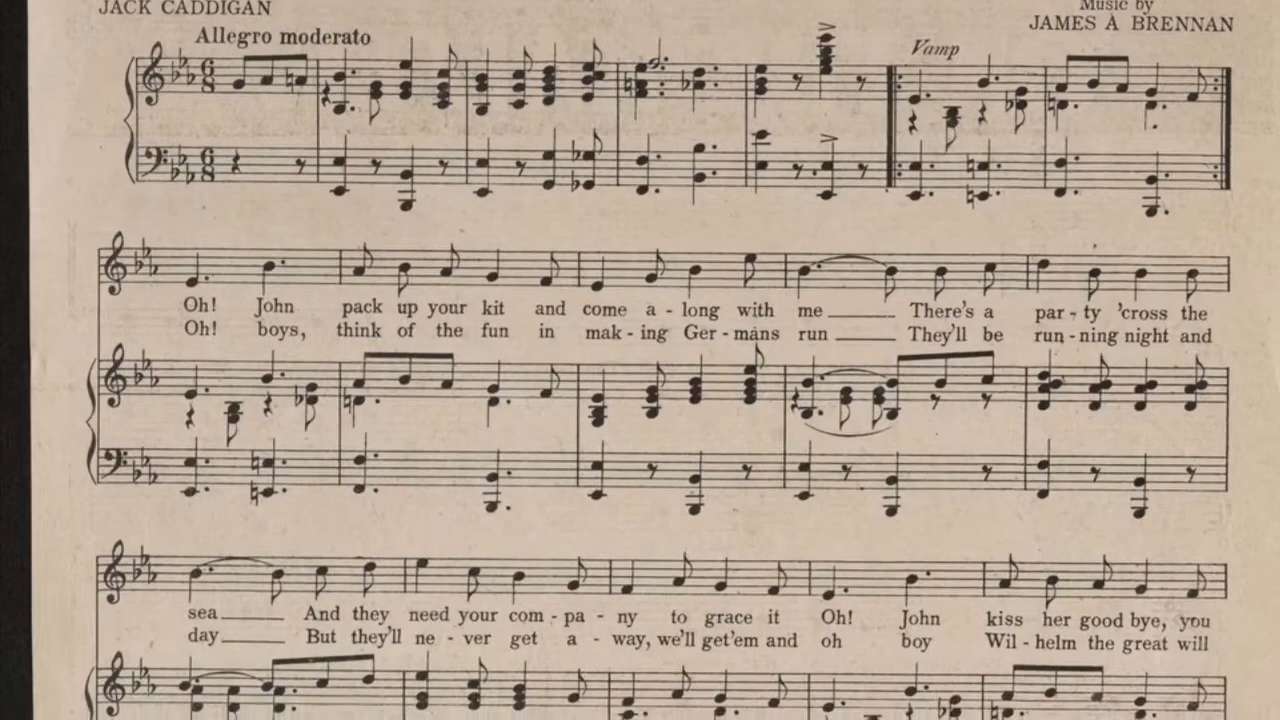 JACK CADDIGAN
Music by
JAMES A BRENNAN
Allegro moderato
Vamp
Oh! John pack up your kit and come a - long with me There's a par - ty 'cross the
Oh! boys, think of the fun in mak - ing Ger - mans run They'll be run - ning night and
sea And they need your com - pa - ny to grace it Oh! John kiss her good bye, you
day But they'll ne - ver get a - way, we'll get'em and oh boy Wil - helm the great will